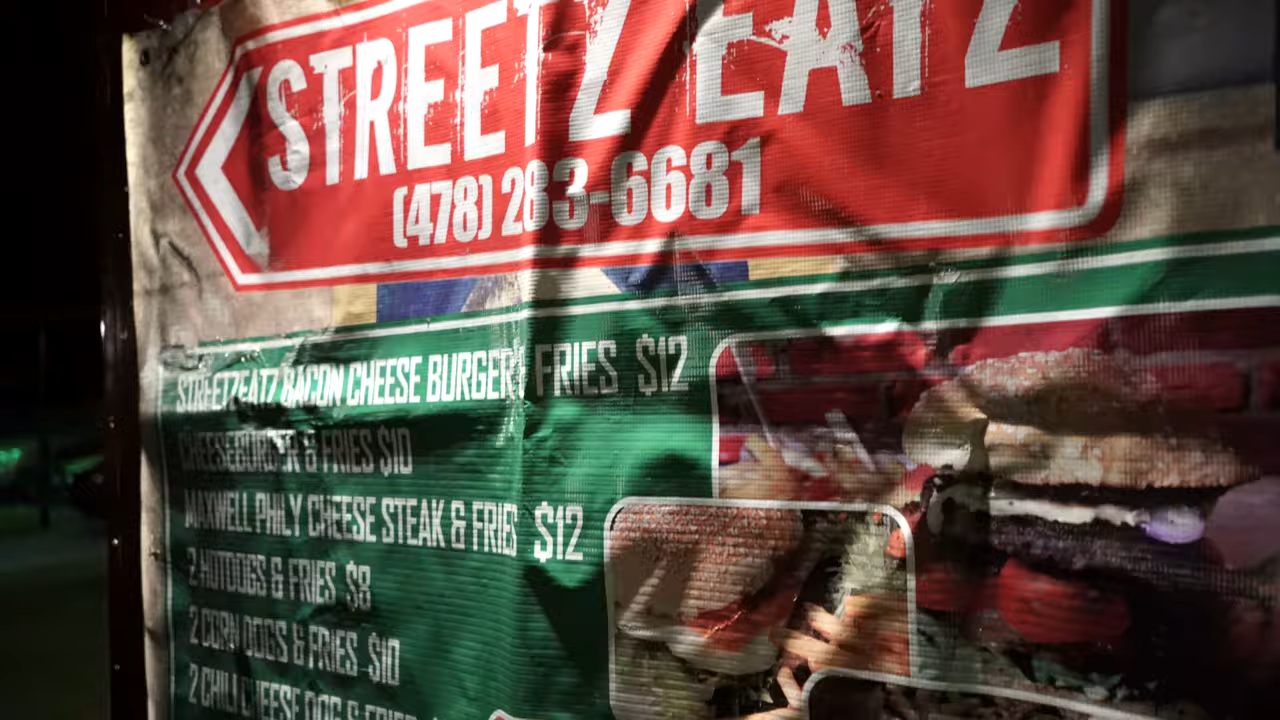 STREETZ EATZ
(478) 283-6681
STREETZEATZ BACON CHEESE BURGER & FRIES $12
CHEESEBURGER & FRIES $10
MAXWELL PHILY CHEESE STEAK & FRIES $12
2 HOTDOGS & FRIES $8
2 CORN DOGS & FRIES $10
2 CHILI CHEESE DOG & FRIES